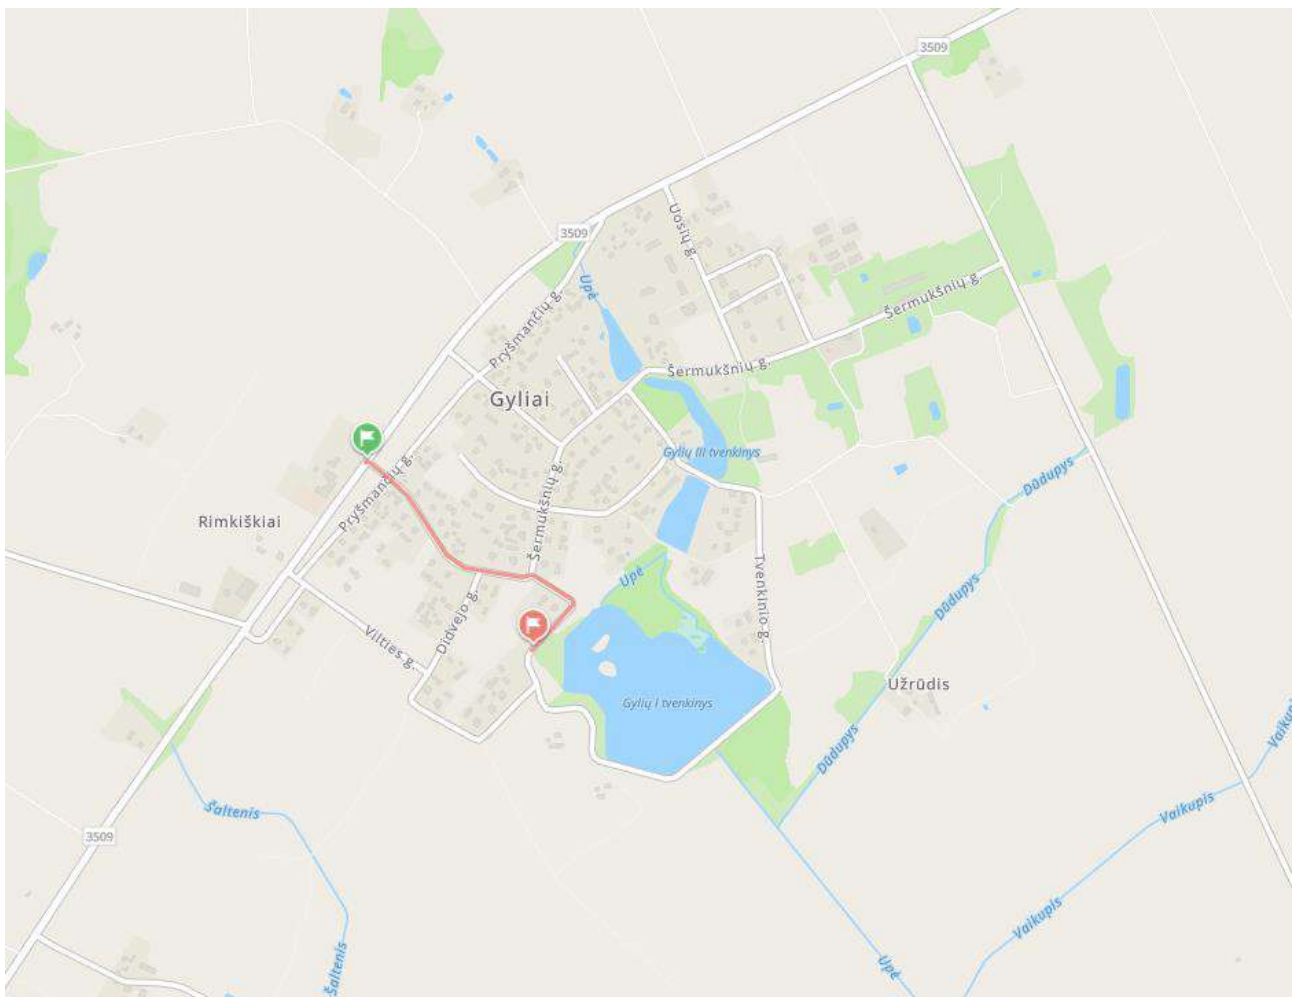 3509
Uosių g.
3509
Upė
Šermukšnių g.
Pryšmančių g.
Šermukšnių g.
Gyliai
Gylių III tvenkinys
Pryšmančių g.
Šermukšnių g.
Dūdupys
Rimkiškiai
Upė
Tvenkinio g.
Dūdupys
Didvejo g.
Vilties g.
Užrūdis
Gylių I tvenkinys
Dūdupys
Vaikupi
Šaltenis
Vaikupis
3509
Vaikupis
Šaltenis
Upė